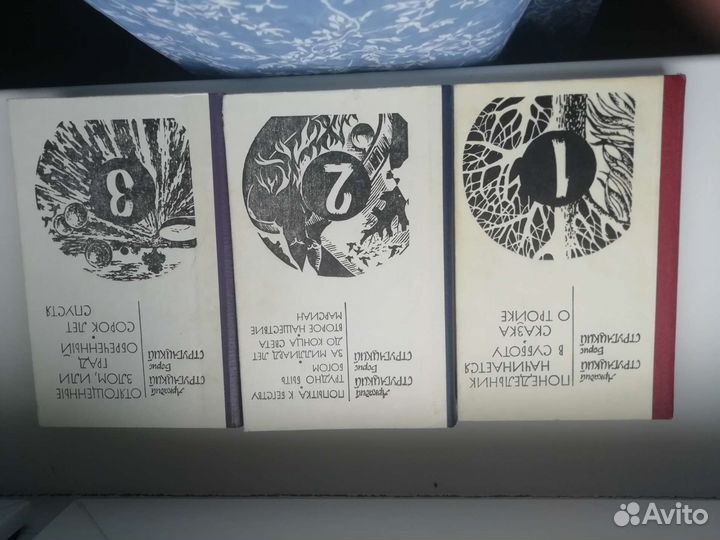 Аркадий
СТРУГАЦКИЙ
Борис
СТРУГАЦКИЙ
ПОНЕДЕЛЬНИК
НАЧИНАЕТСЯ
В СУББОТУ
•
СКАЗКА
О ТРОЙКЕ
1
Аркадий
СТРУГАЦКИЙ
Борис
СТРУГАЦКИЙ
ПОПЫТКА К БЕГСТВУ
•
ТРУДНО БЫТЬ
БОГОМ •
ЗА МИЛЛИАРД ЛЕТ
ДО КОНЦА СВЕТА
•
ВТОРОЕ НАШЕСТВИЕ
МАРСИАН
2
Аркадий
СТРУГАЦКИЙ
Борис
СТРУГАЦКИЙ
ОТЯГОЩЕННЫЕ
ЗЛОМ, ИЛИ
ГРАД
ОБРЕЧЕННЫЙ
•
СОРОК ЛЕТ
СПУСТЯ
3
Avito